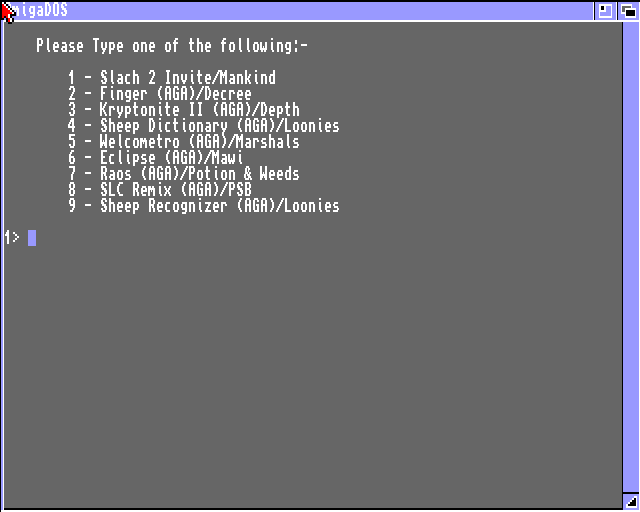 migaDOS
Please Type one of the following:-
1 - Slach 2 Invite/Mankind
2 - Finger (AGA)/Decree
3 - Kryptonite II (AGA)/Depth
4 - Sheep Dictionary (AGA)/Loonies
5 - Welcometro (AGA)/Marshals
6 - Eclipse (AGA)/Mawi
7 - Raos (AGA)/Potion & Weeds
8 - SLC Remix (AGA)/PSB
9 - Sheep Recognizer (AGA)/Loonies
1>